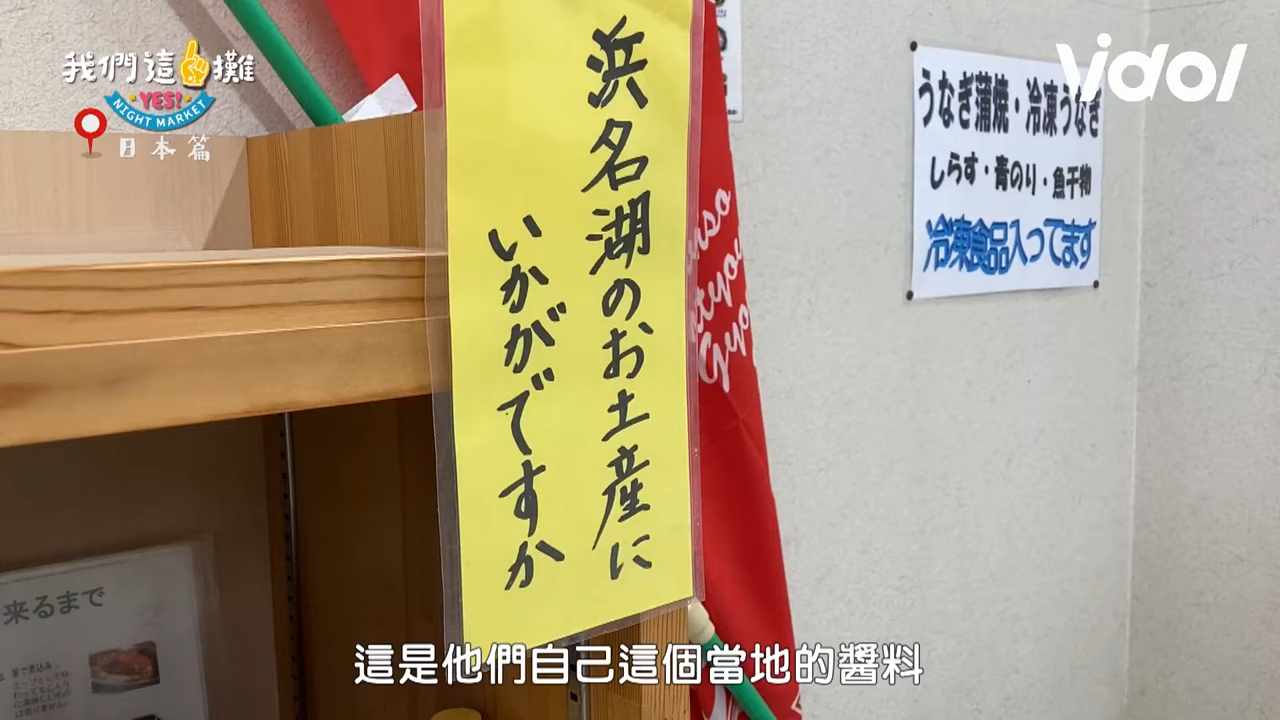 我們這攤
YES!
NIGHT MARKET
日本篇
vidol
浜名湖のお土産に
いかがですか
うなぎ蒲焼・冷凍うなぎ
しらす・青のり・魚干物
冷凍食品入ってます
来るまで
這是他們自己這個當地的醬料